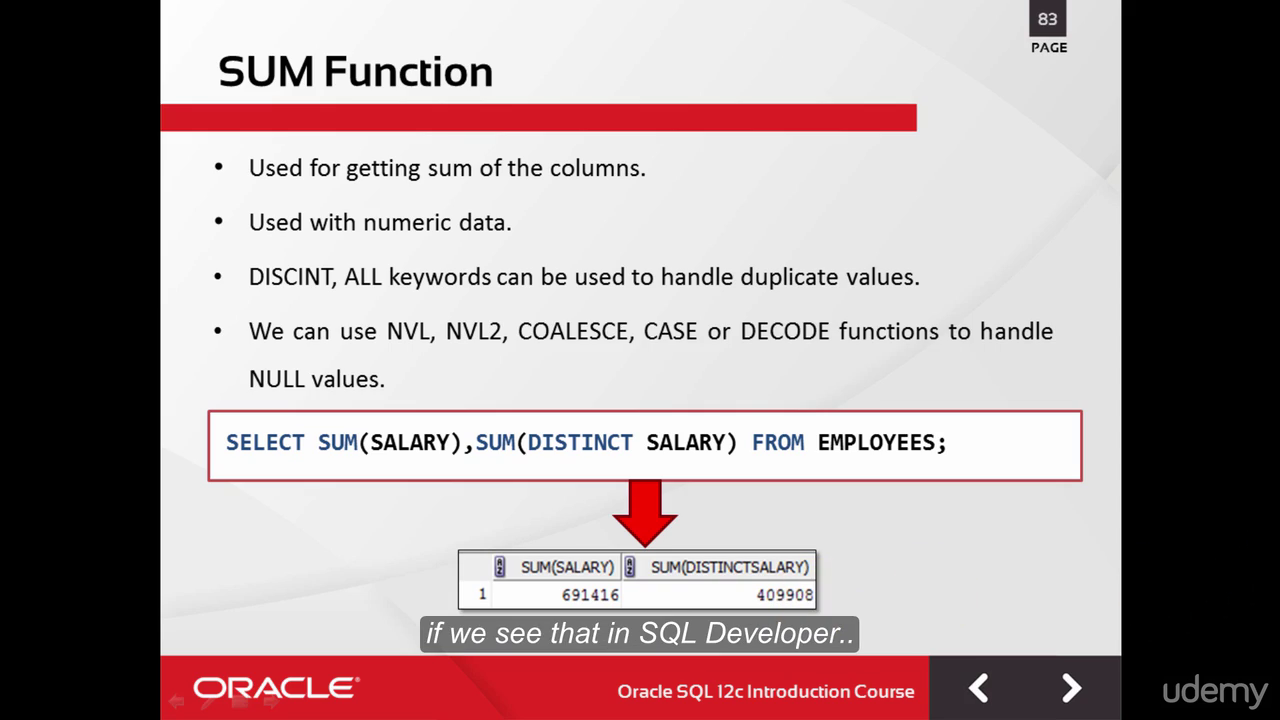 83
PAGE
SUM Function
• Used for getting sum of the columns.
• Used with numeric data.
• DISCINT, ALL keywords can be used to handle duplicate values.
• We can use NVL, NVL2, COALESCE, CASE or DECODE functions to handle
NULL values.
SELECT SUM(SALARY),SUM(DISTINCT SALARY) FROM EMPLOYEES;
SUM(SALARY) SUM(DISTINCTSALARY)
1 691416 409908
if we see that in SQL Developer..
ORACLE® Oracle SQL 12c Introduction Course
udemy